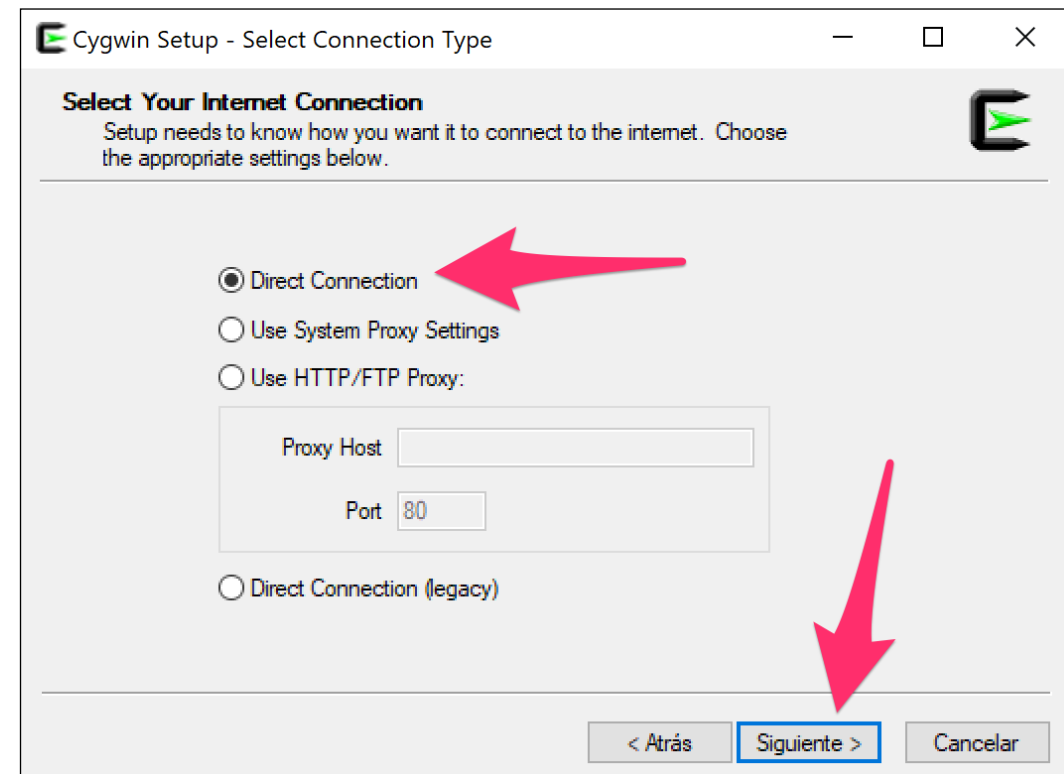 Cygwin Setup - Select Connection Type
Select Your Internet Connection
Setup needs to know how you want it to connect to the internet. Choose
the appropriate settings below.
Direct Connection
Use System Proxy Settings
Use HTTP/FTP Proxy:
Proxy Host
Port 80
Direct Connection (legacy)
< Atrás Siguiente > Cancelar